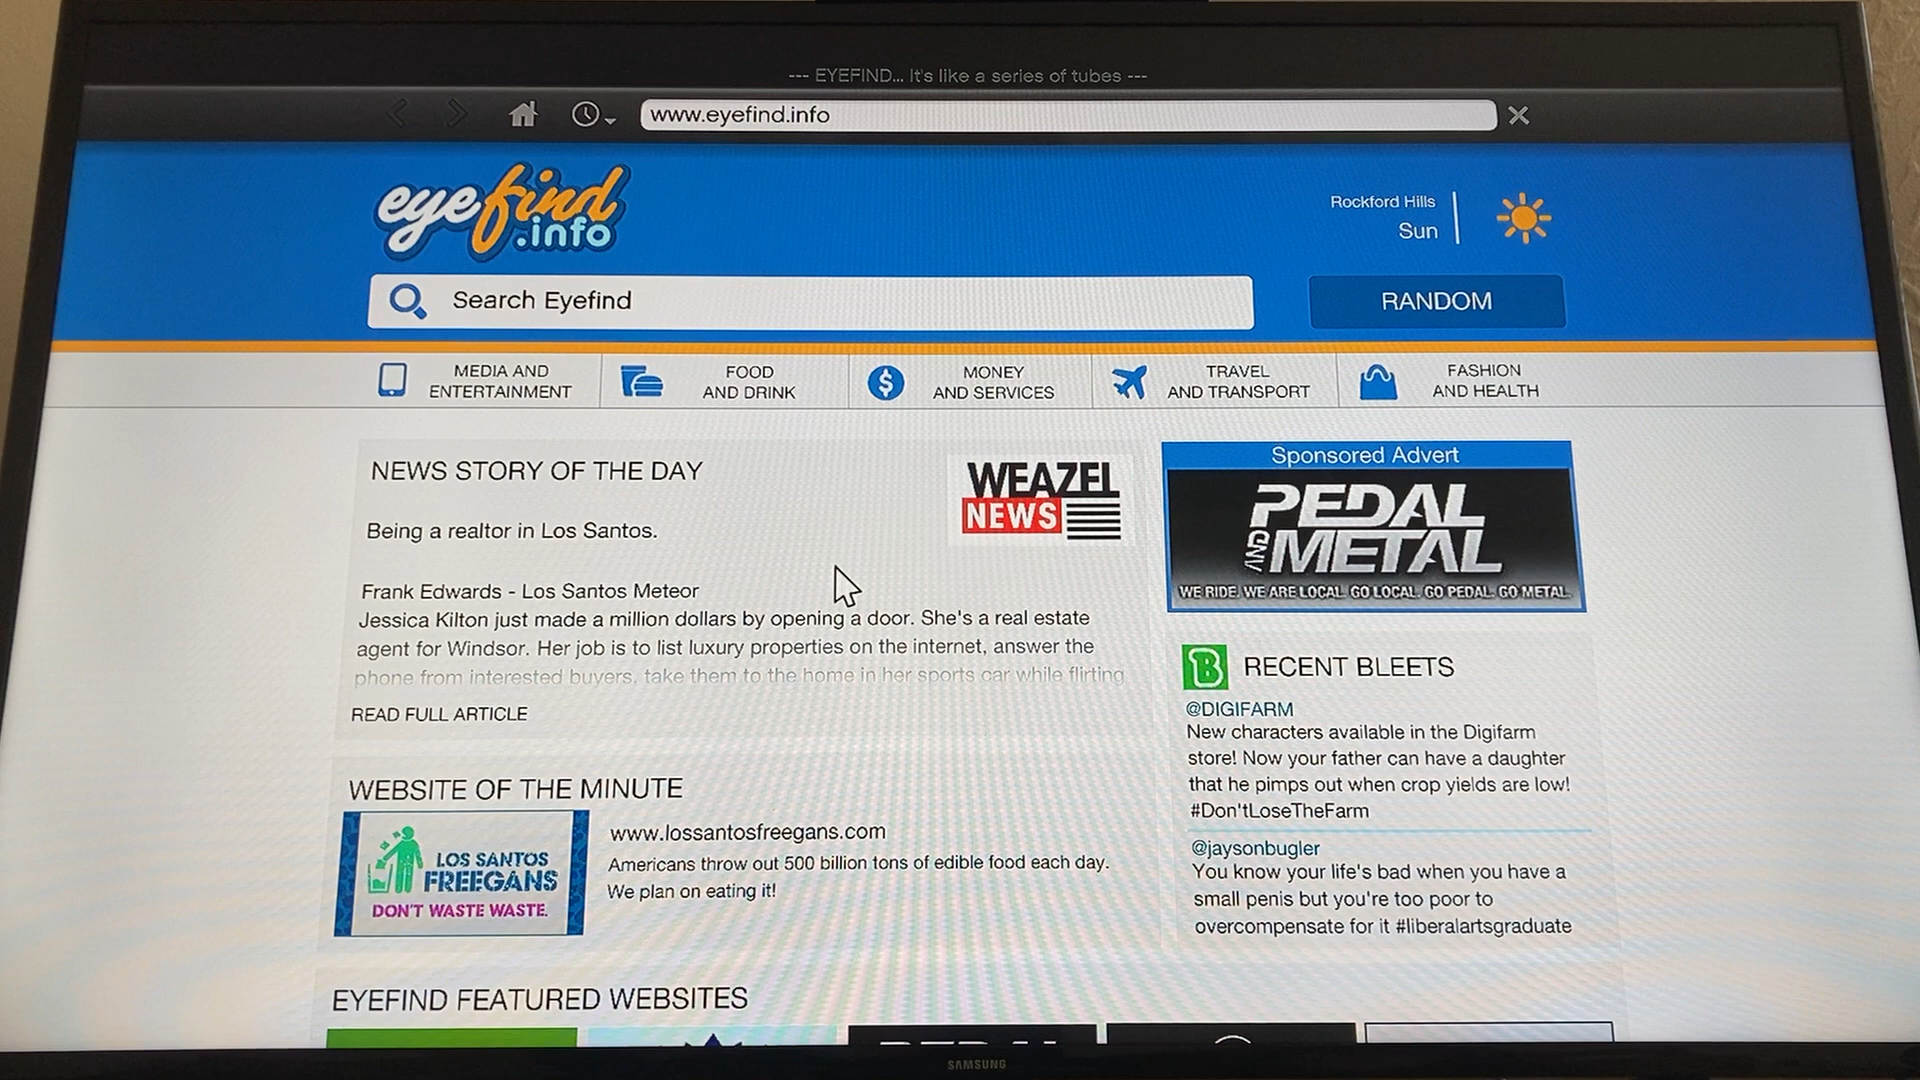 --- EYEFIND... It's like a series of tubes ---
www.eyefind.info
eyefind
.info
Rockford Hills
Sun
Search Eyefind
RANDOM
MEDIA AND
ENTERTAINMENT
FOOD
AND DRINK
MONEY
AND SERVICES
TRAVEL
AND TRANSPORT
FASHION
AND HEALTH
NEWS STORY OF THE DAY
WEAZEL
NEWS
Being a realtor in Los Santos.
Frank Edwards - Los Santos Meteor
Jessica Kilton just made a million dollars by opening a door. She's a real estate
agent for Windsor. Her job is to list luxury properties on the internet, answer the
phone from interested buyers, take them to the home in her sports car while flirting
READ FULL ARTICLE
Sponsored Advert
PEDAL
AND METAL
WE RIDE. WE ARE LOCAL. GO LOCAL. GO PEDAL. GO METAL.
B RECENT BLEETS
@DIGIFARM
New characters available in the Digifarm
store! Now your father can have a daughter
that he pimps out when crop yields are low!
#Don'tLoseTheFarm
@jaysonbugler
You know your life's bad when you have a
small penis but you're too poor to
overcompensate for it #liberalartsgraduate
WEBSITE OF THE MINUTE
LOS SANTOS
FREEGANS
DON'T WASTE WASTE.
www.lossantosfreegans.com
Americans throw out 500 billion tons of edible food each day.
We plan on eating it!
EYEFIND FEATURED WEBSITES
SAMSUNG